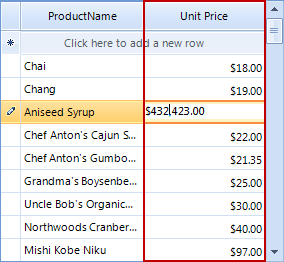 ProductName Unit Price
Click here to add a new row
Chai $18.00
Chang $19.00
Aniseed Syrup $432,423.00
Chef Anton's Cajun S... $22.00
Chef Anton's Gumbo... $21.35
Grandma's Boysenbe... $25.00
Uncle Bob's Organic... $30.00
Northwoods Cranber... $40.00
Mishi Kobe Niku $97.00